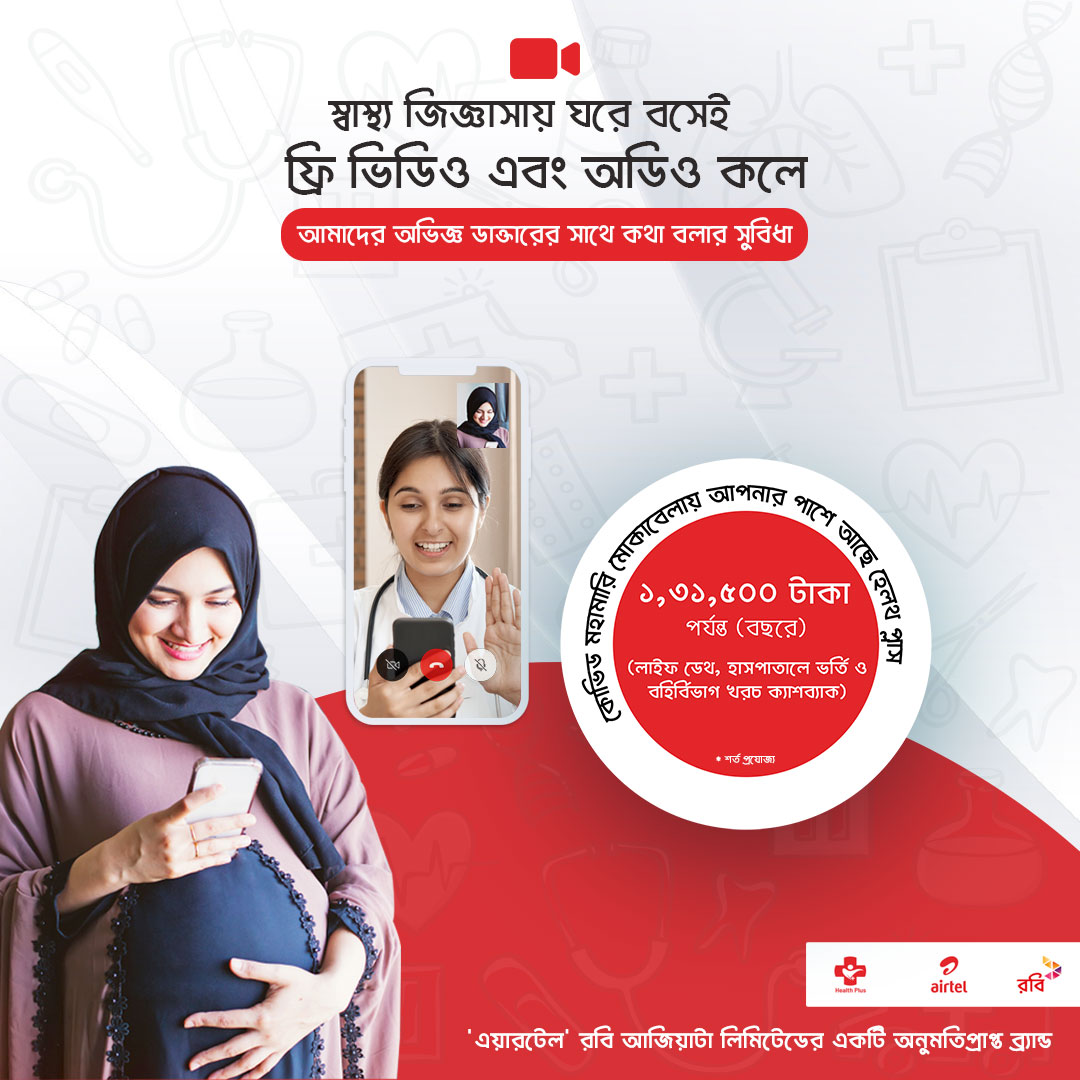 স্বাস্থ্য জিজ্ঞাসায় ঘরে বসেই
ফ্রি ভিডিও এবং অডিও কলে
আমাদের অভিজ্ঞ ডাক্তারের সাথে কথা বলার সুবিধা
কোভিড মহামারি মোকাবেলায় আপনার পাশে আছে হেলথ প্লাস
১,৩১,৫০০ টাকা
পর্যন্ত (বছরে)
(লাইফ ডেথ, হাসপাতালে ভর্তি ও
বহির্বিভাগ খরচ ক্যাশব্যাক)
* শর্ত প্রযোজ্য
Health Plus
airtel
রবি
'এয়ারটেল' রবি আজিয়াটা লিমিটেডের একটি অনুমতিপ্রাপ্ত ব্র্যান্ড